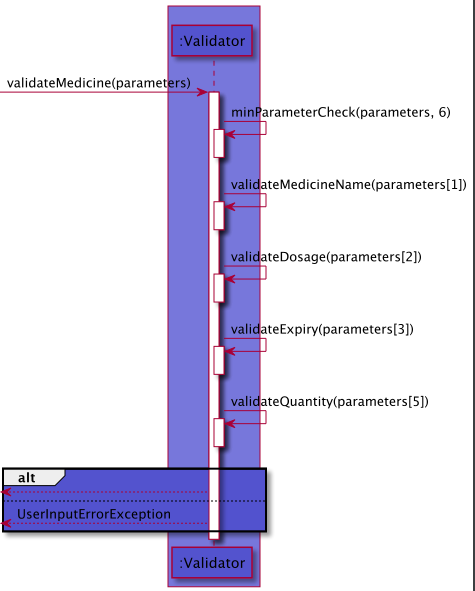 :Validator
validateMedicine(parameters)
minParameterCheck(parameters, 6)
validateMedicineName(parameters[1])
validateDosage(parameters[2])
validateExpiry(parameters[3])
validateQuantity(parameters[5])
alt
UserInputErrorException
:Validator